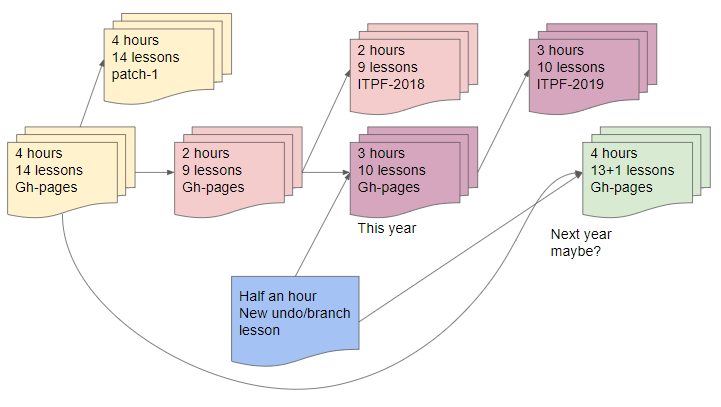 4 hours
14 lessons
patch-1
2 hours
9 lessons
ITPF-2018
3 hours
10 lessons
ITPF-2019
4 hours
14 lessons
Gh-pages
2 hours
9 lessons
Gh-pages
3 hours
10 lessons
Gh-pages
4 hours
13+1 lessons
Gh-pages
This year
Next year
maybe?
Half an hour
New undo/branch
lesson